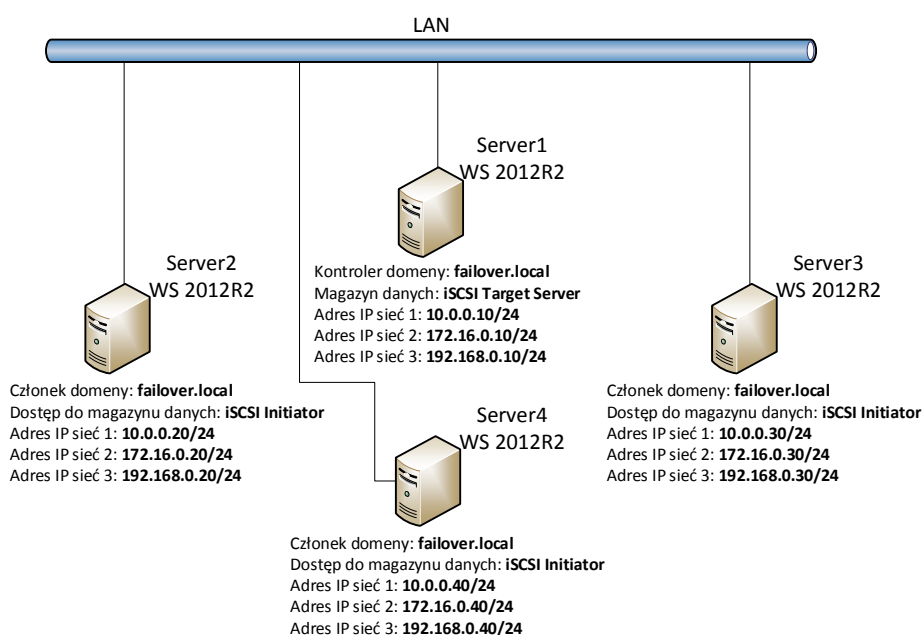 LAN
Server1
WS 2012R2
Kontroler domeny: failover.local
Magazyn danych: iSCSI Target Server
Adres IP sieć 1: 10.0.0.10/24
Adres IP sieć 2: 172.16.0.10/24
Adres IP sieć 3: 192.168.0.10/24
Server2
WS 2012R2
Członek domeny: failover.local
Dostęp do magazynu danych: iSCSI Initiator
Adres IP sieć 1: 10.0.0.20/24
Adres IP sieć 2: 172.16.0.20/24
Adres IP sieć 3: 192.168.0.20/24
Server3
WS 2012R2
Członek domeny: failover.local
Dostęp do magazynu danych: iSCSI Initiator
Adres IP sieć 1: 10.0.0.30/24
Adres IP sieć 2: 172.16.0.30/24
Adres IP sieć 3: 192.168.0.30/24
Server4
WS 2012R2
Członek domeny: failover.local
Dostęp do magazynu danych: iSCSI Initiator
Adres IP sieć 1: 10.0.0.40/24
Adres IP sieć 2: 172.16.0.40/24
Adres IP sieć 3: 192.168.0.40/24